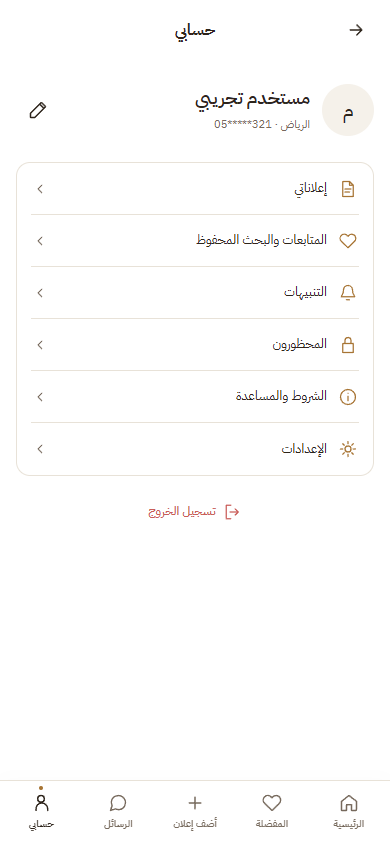 حسابي
م
مستخدم تجريبي
الرياض · 321*****05
إعلاناتي
المتابعات والبحث المحفوظ
التنبيهات
المحظورون
الشروط والمساعدة
الإعدادات
تسجيل الخروج
الرئيسية
المفضلة
أضف إعلان
الرسائل
حسابي